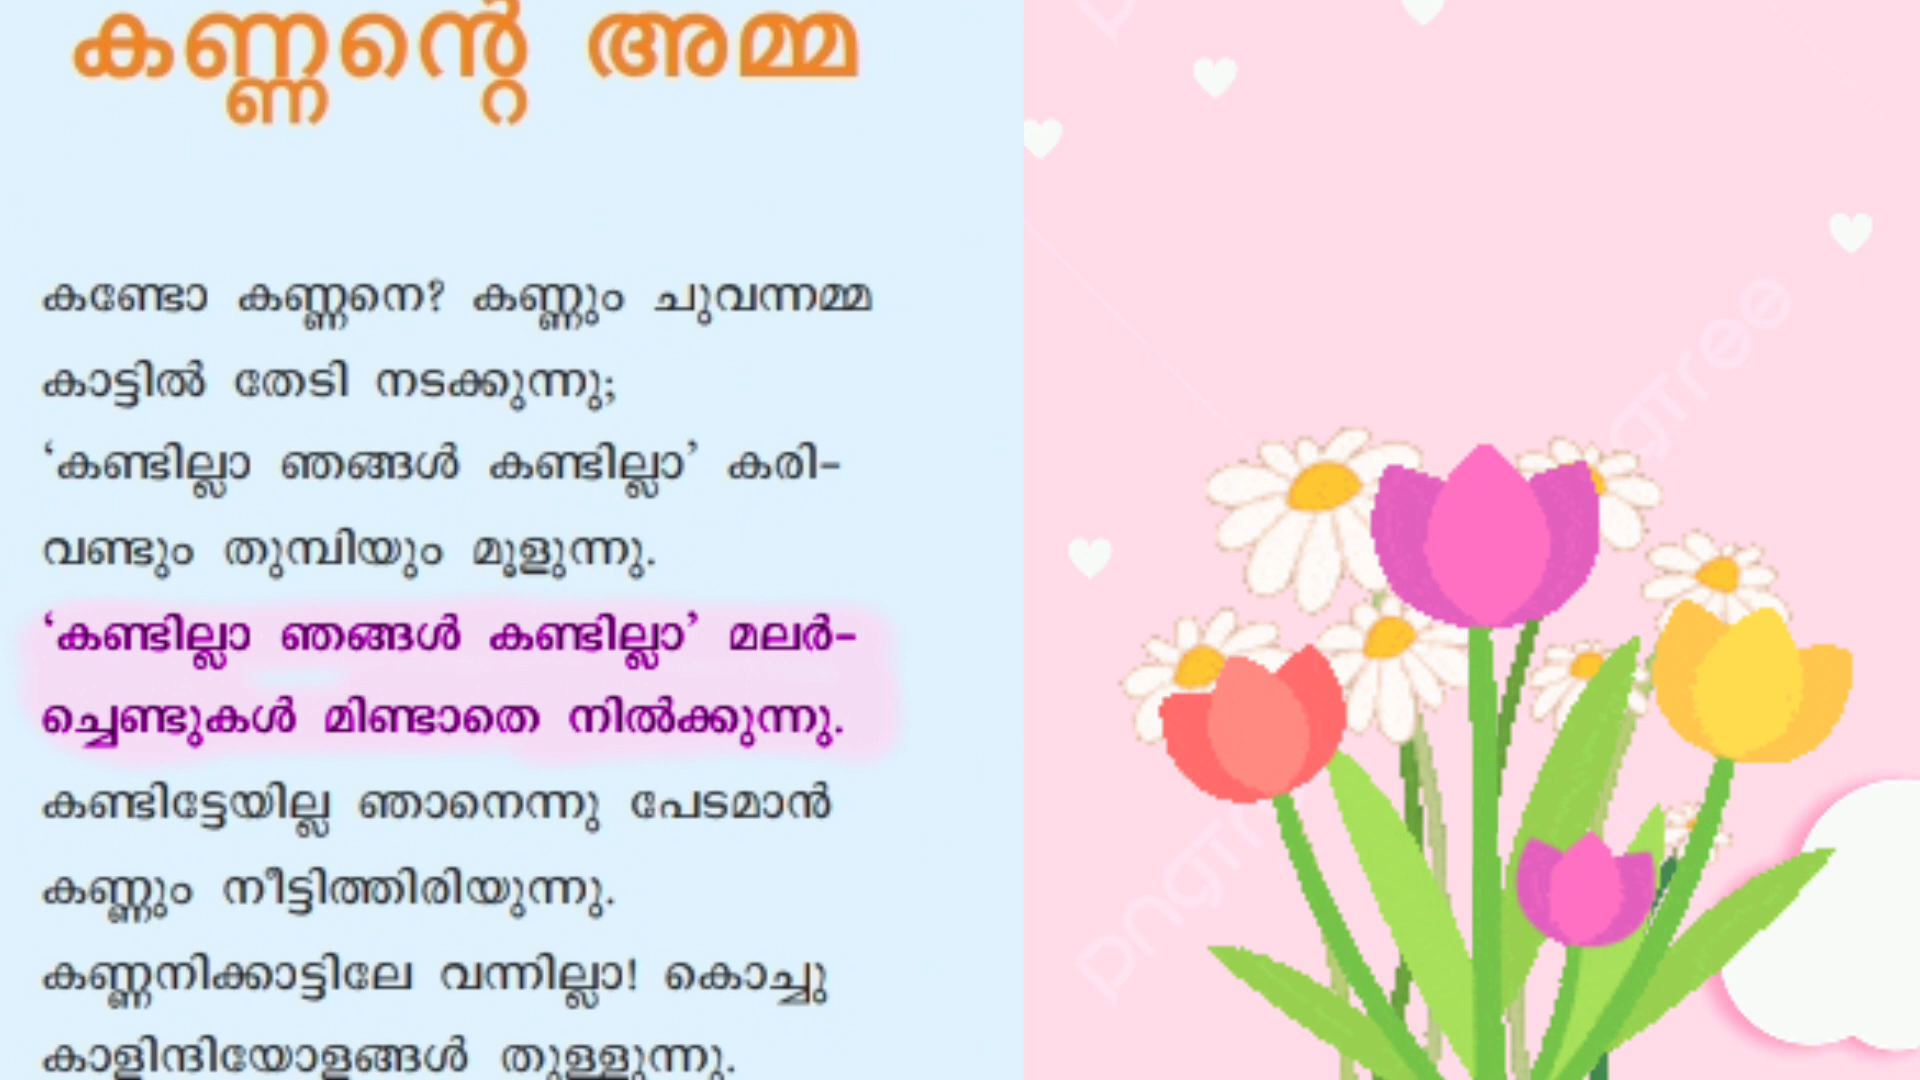 കണ്ണന്റെ അമ്മ
കണ്ടോ കണ്ണനെ? കണ്ണും ചുവന്നമ്മ
കാട്ടിൽ തേടി നടക്കുന്നു;
‘കണ്ടില്ലാ ഞങ്ങൾ കണ്ടില്ലാ’ കരി-
വണ്ടും തുമ്പിയും മൂളുന്നു.
‘കണ്ടില്ലാ ഞങ്ങൾ കണ്ടില്ലാ’ മലർ-
ച്ചെണ്ടുകൾ മിണ്ടാതെ നിൽക്കുന്നു.
കണ്ടിട്ടേയില്ല ഞാനെന്നു പേടമാൻ
കണ്ണും നീട്ടിത്തിരിയുന്നു.
കണ്ണനിക്കാട്ടിലേ വന്നില്ലാ! കൊച്ചു
കാളിന്ദിയോളങ്ങൾ തുള്ളുന്നു.
pngtree